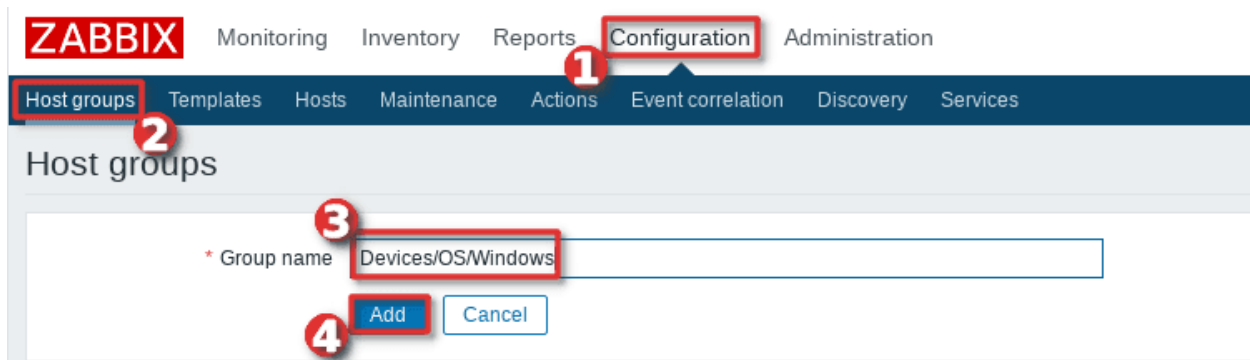 ZABBIX Monitoring Inventory Reports Configuration Administration
1
Host groups Templates Hosts Maintenance Actions Event correlation Discovery Services
2
Host groups
3
* Group name Devices/OS/Windows
Add Cancel
4